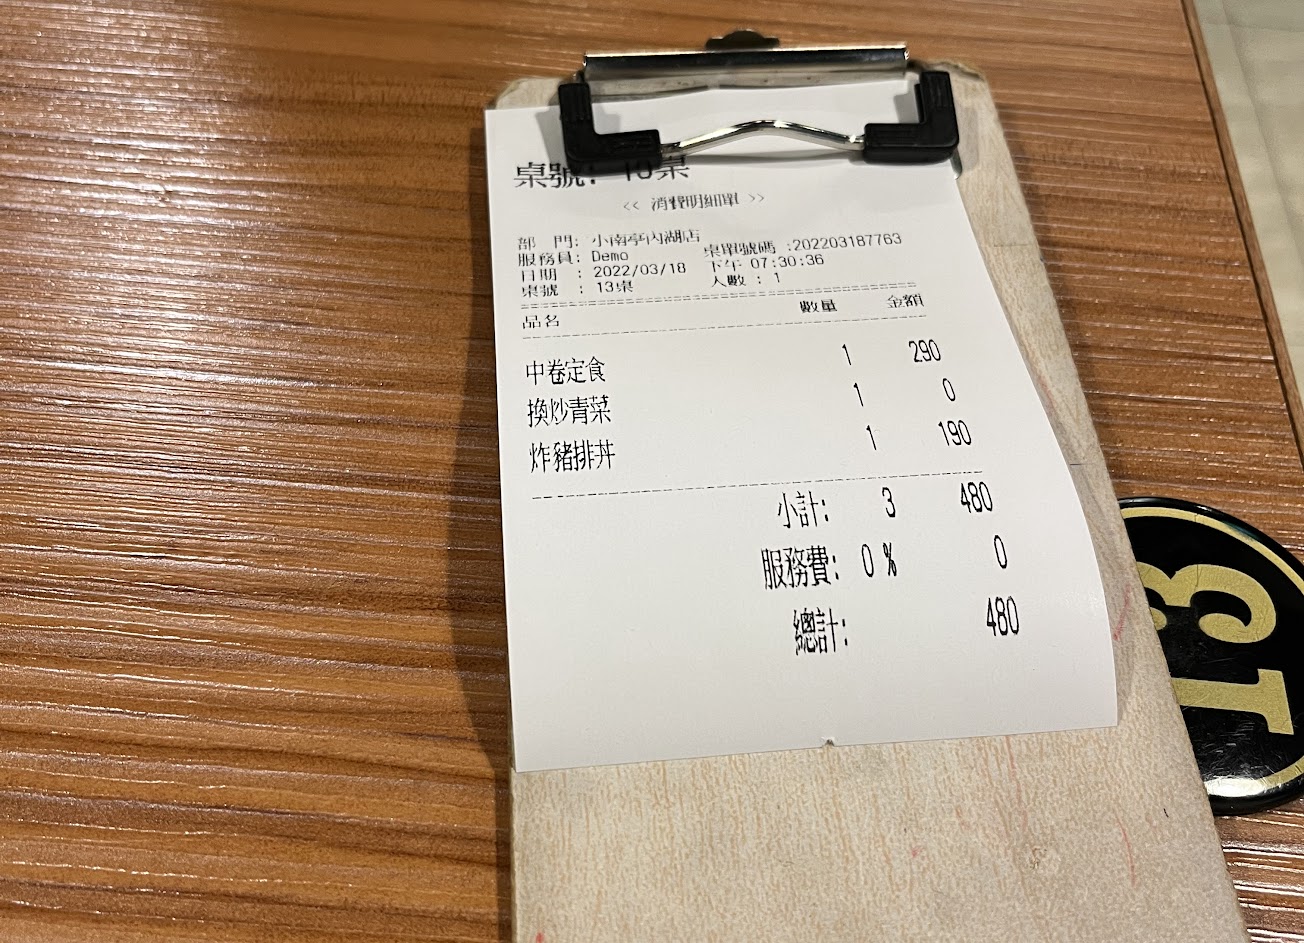 桌號: 13桌
<< 消費明細單 >>
部　門: 小南亭內湖店
服務員: Demo 桌單號碼 :202203187763
日期　: 2022/03/18 下午 07:30:36
桌號　: 13桌 人數 : 1
品名 數量 金額
中卷定食 1 290
換炒青菜 1 0
炸豬排丼 1 190
小計: 3 480
服務費: 0 % 0
總計: 480
13